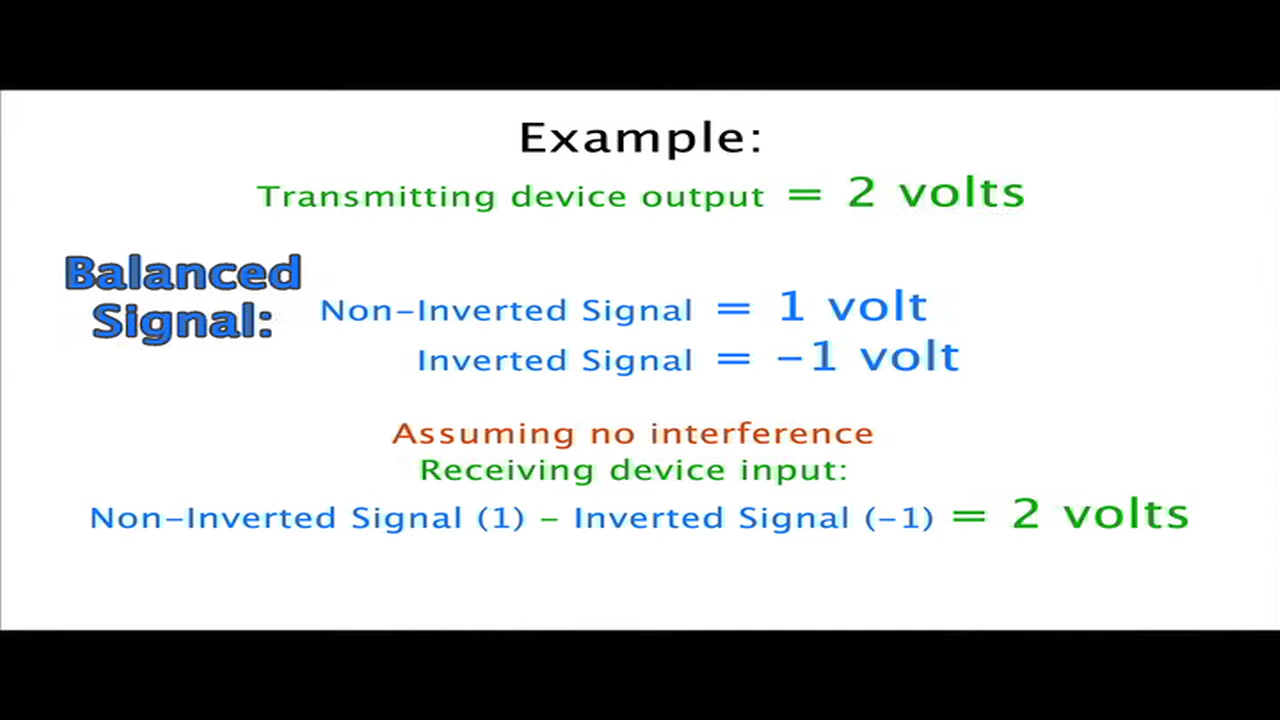 Example:
Transmitting device output = 2 volts
Balanced
Signal:
Non-Inverted Signal = 1 volt
Inverted Signal = -1 volt
Assuming no interference
Receiving device input:
Non-Inverted Signal (1) - Inverted Signal (-1) = 2 volts